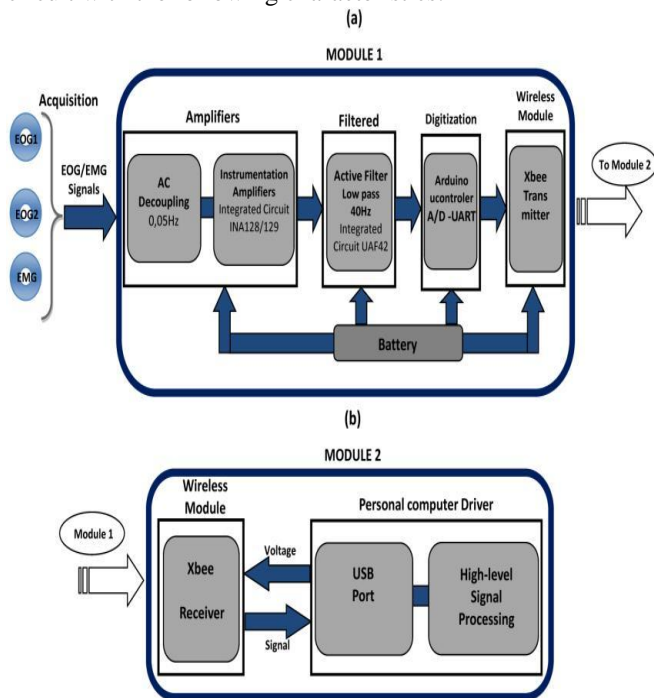 (a)
MODULE 1
Acquisition
EOG1
EOG2
EMG
EOG/EMG
Signals
Amplifiers
AC
Decoupling
0,05Hz
Instrumentation
Amplifiers
Integrated Circuit
INA128/129
Filtered
Active Filter
Low pass
40Hz
Integrated
Circuit UAF42
Digitization
Arduino
ucontroler
A/D -UART
Wireless
Module
Xbee
Trans
mitter
To Module 2
Battery
(b)
MODULE 2
Module 1
Wireless
Module
Xbee
Receiver
Voltage
Signal
Personal computer Driver
USB
Port
High-level
Signal
Processing